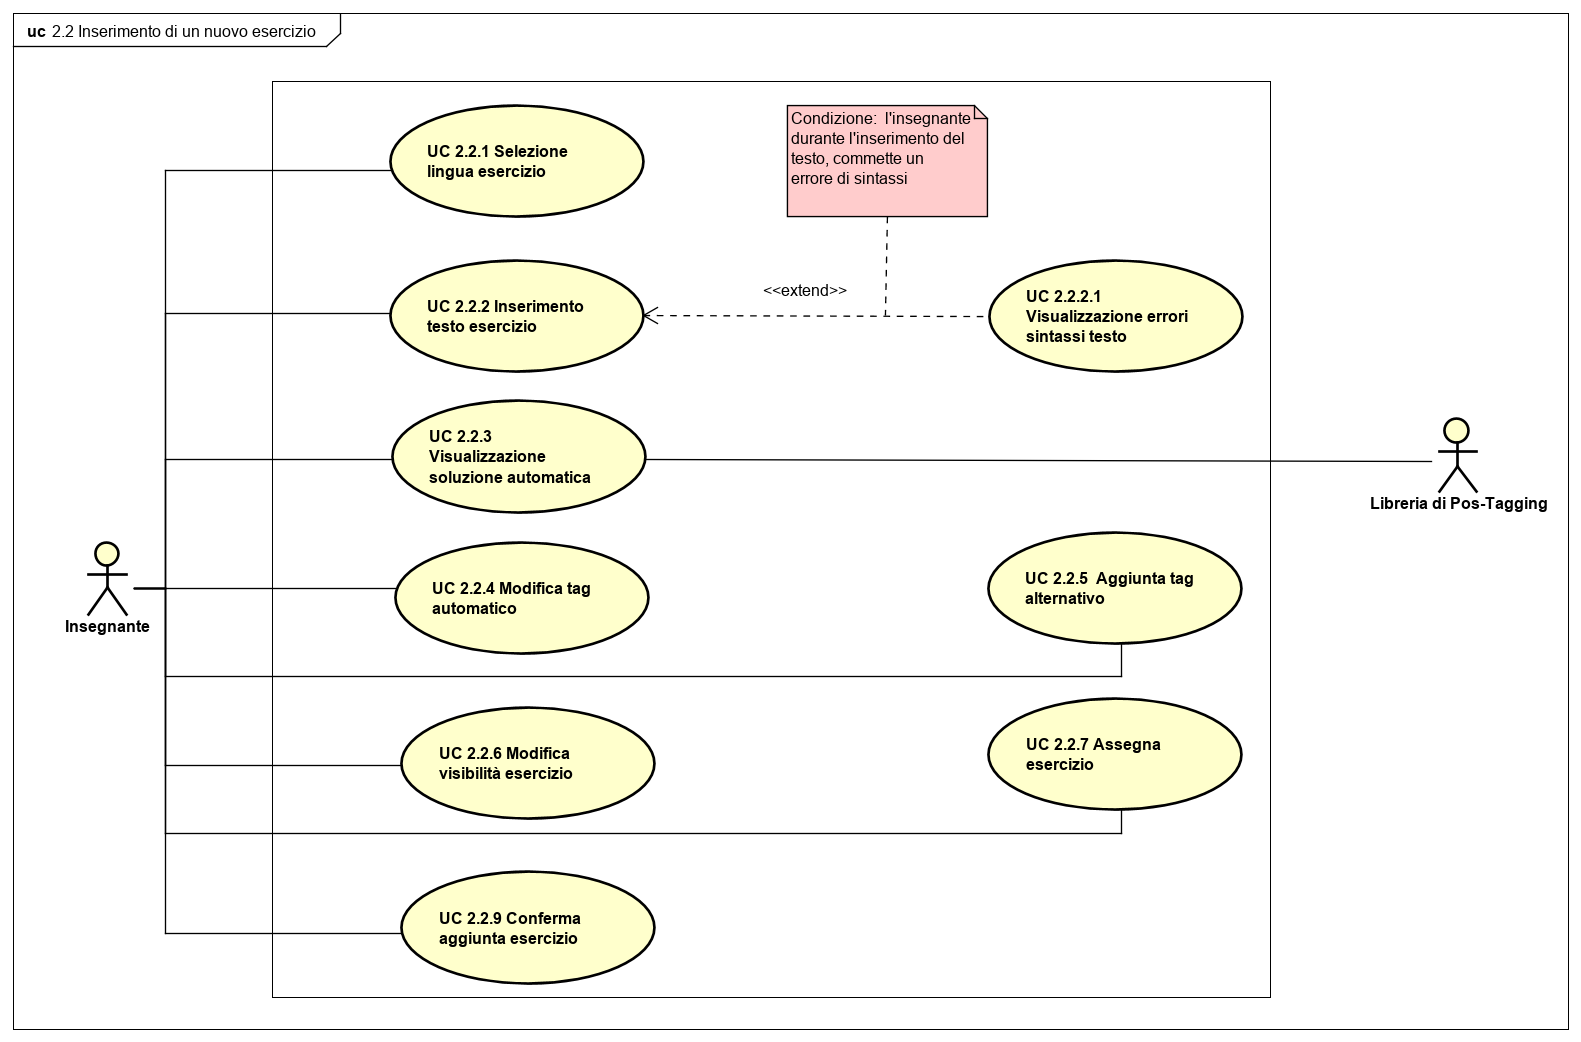 uc 2.2 Inserimento di un nuovo esercizio
UC 2.2.1 Selezione
lingua esercizio
Condizione:  l'insegnante
durante l'inserimento del
testo, commette un
errore di sintassi
UC 2.2.2 Inserimento
testo esercizio
<<extend>>
UC 2.2.2.1
Visualizzazione errori
sintassi testo
UC 2.2.3
Visualizzazione
soluzione automatica
Libreria di Pos-Tagging
Insegnante
UC 2.2.4 Modifica tag
automatico
UC 2.2.5  Aggiunta tag
alternativo
UC 2.2.6 Modifica
visibilità esercizio
UC 2.2.7 Assegna
esercizio
UC 2.2.9 Conferma
aggiunta esercizio